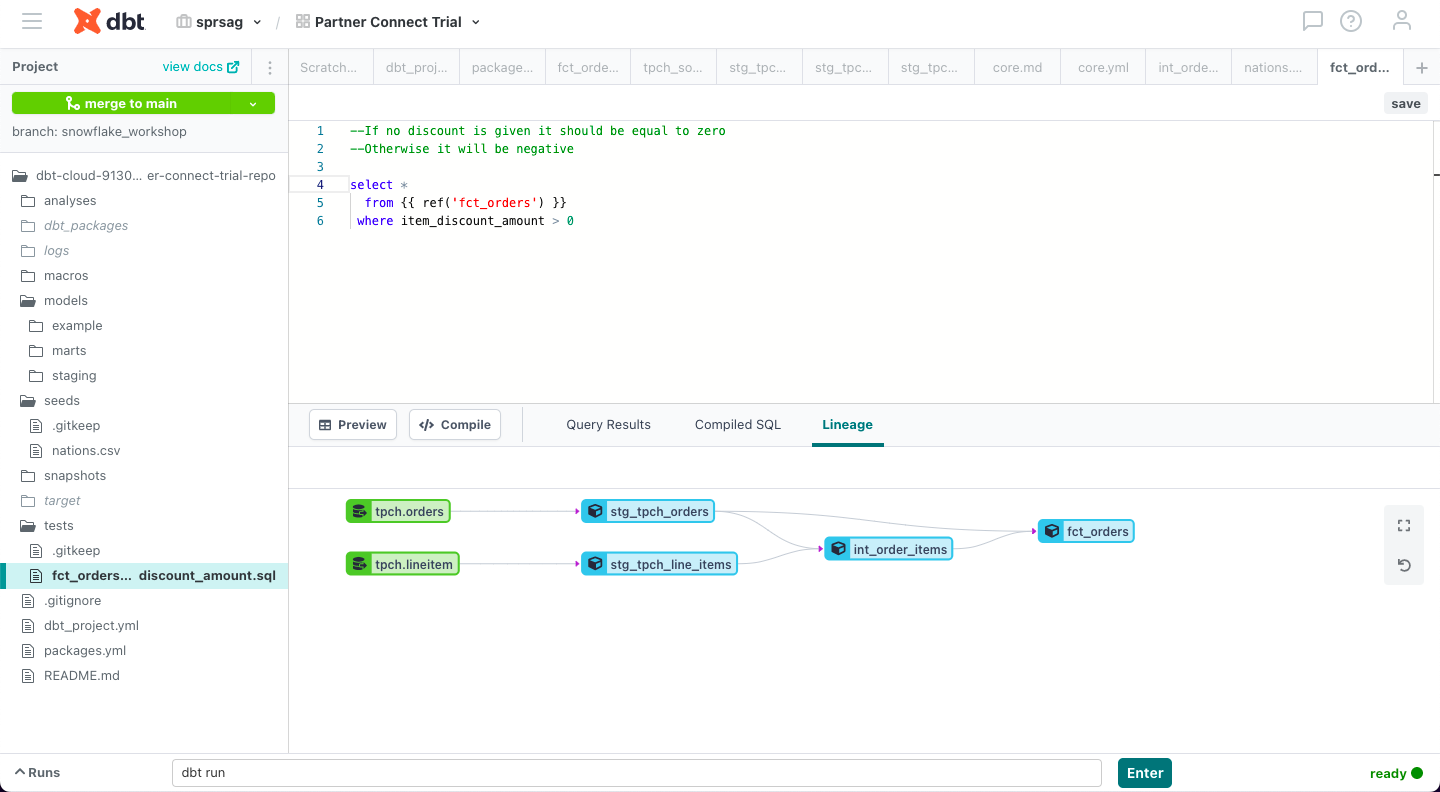 dbt
sprsag / Partner Connect Trial
Project view docs
Scratch... dbt_proj... package... fct_orde... tpch_so... stg_tpc... stg_tpc... stg_tpc... core.md core.yml int_orde... nations.... fct_ord... +
merge to main
save
branch: snowflake_workshop
1 --If no discount is given it should be equal to zero
2 --Otherwise it will be negative
3
4 select *
5 from {{ ref('fct_orders') }}
6 where item_discount_amount > 0
dbt-cloud-9130... er-connect-trial-repo
analyses
dbt_packages
logs
macros
models
example
marts
staging
seeds
.gitkeep
nations.csv
snapshots
target
tests
.gitkeep
fct_orders... discount_amount.sql
.gitignore
dbt_project.yml
packages.yml
README.md
Preview Compile Query Results Compiled SQL Lineage
tpch.orders stg_tpch_orders
fct_orders
int_order_items
tpch.lineitem stg_tpch_line_items
Runs dbt run Enter ready